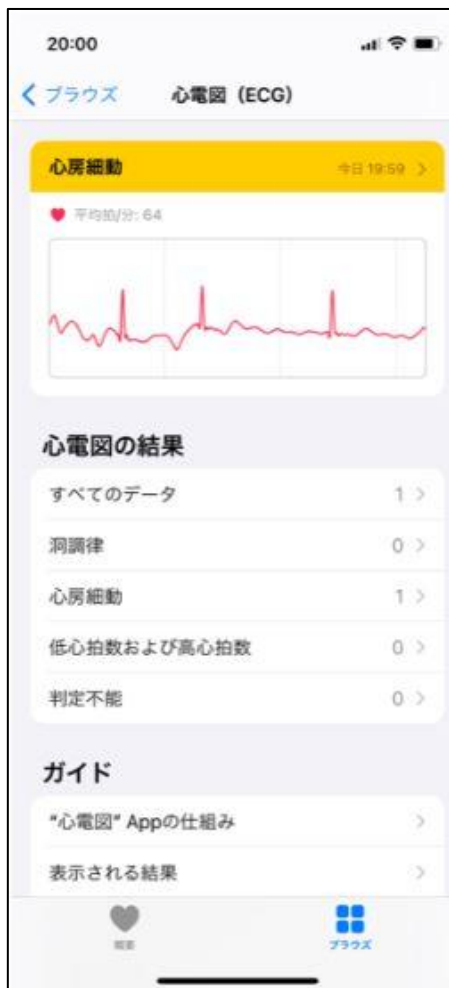 20:00
ブラウズ 心電図（ECG）
心房細動 今日 19:59
平均拍/分: 64
心電図の結果
すべてのデータ 1
洞調律 0
心房細動 1
低心拍数および高心拍数 0
判定不能 0
ガイド
“心電図” Appの仕組み
表示される結果
概要 ブラウズ